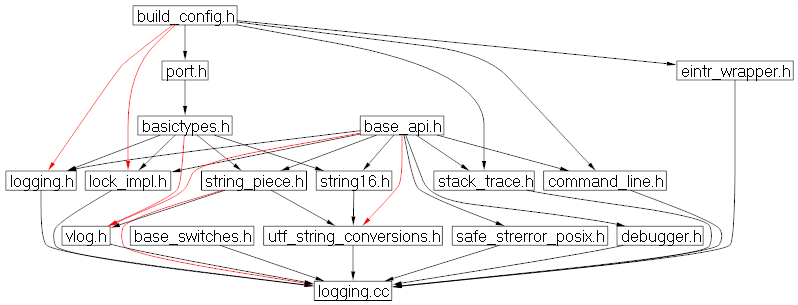 build_config.h
port.h
eintr_wrapper.h
basictypes.h
base_api.h
logging.h
lock_impl.h
string_piece.h
string16.h
stack_trace.h
command_line.h
vlog.h
base_switches.h
utf_string_conversions.h
safe_strerror_posix.h
debugger.h
logging.cc